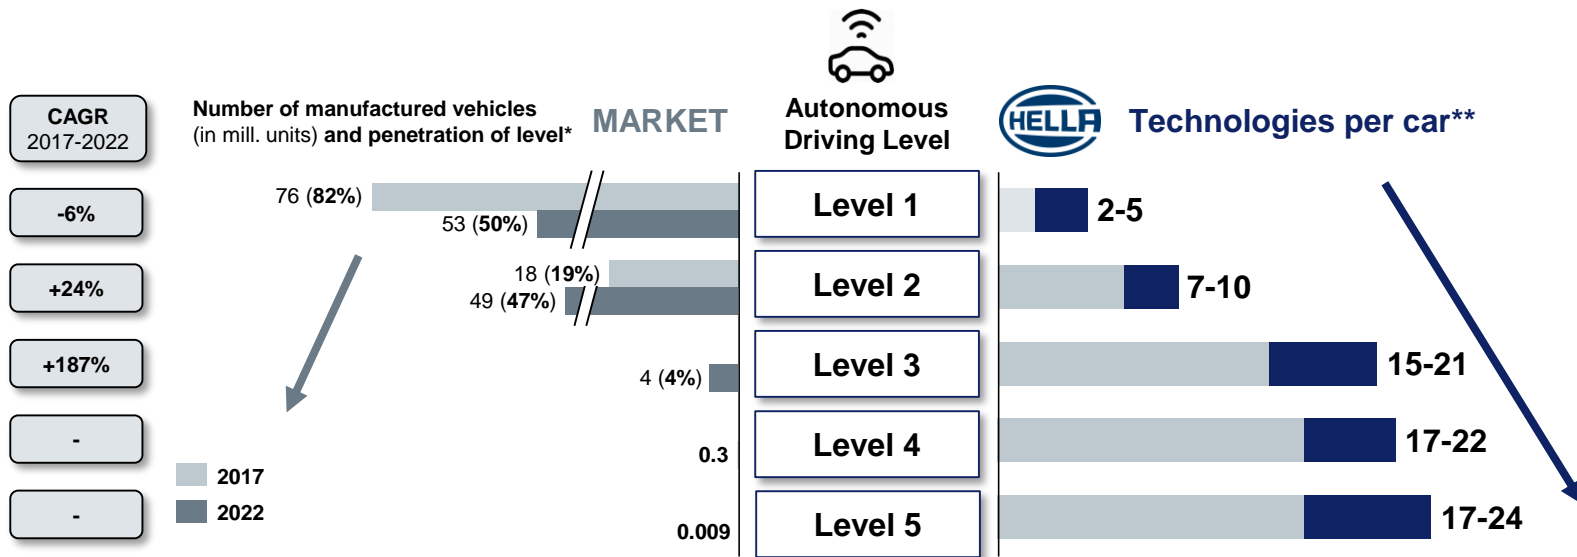 CAGR
2017-2022
Number of manufactured vehicles
(in mill. units) and penetration of level*
MARKET
Autonomous
Driving Level
HELLA
Technologies per car**
-6%
76 (82%)
53 (50%)
Level 1
2-5
+24%
18 (19%)
49 (47%)
Level 2
7-10
+187%
4 (4%)
Level 3
15-21
-
0.3
Level 4
17-22
-
0.009
Level 5
17-24
2017
2022